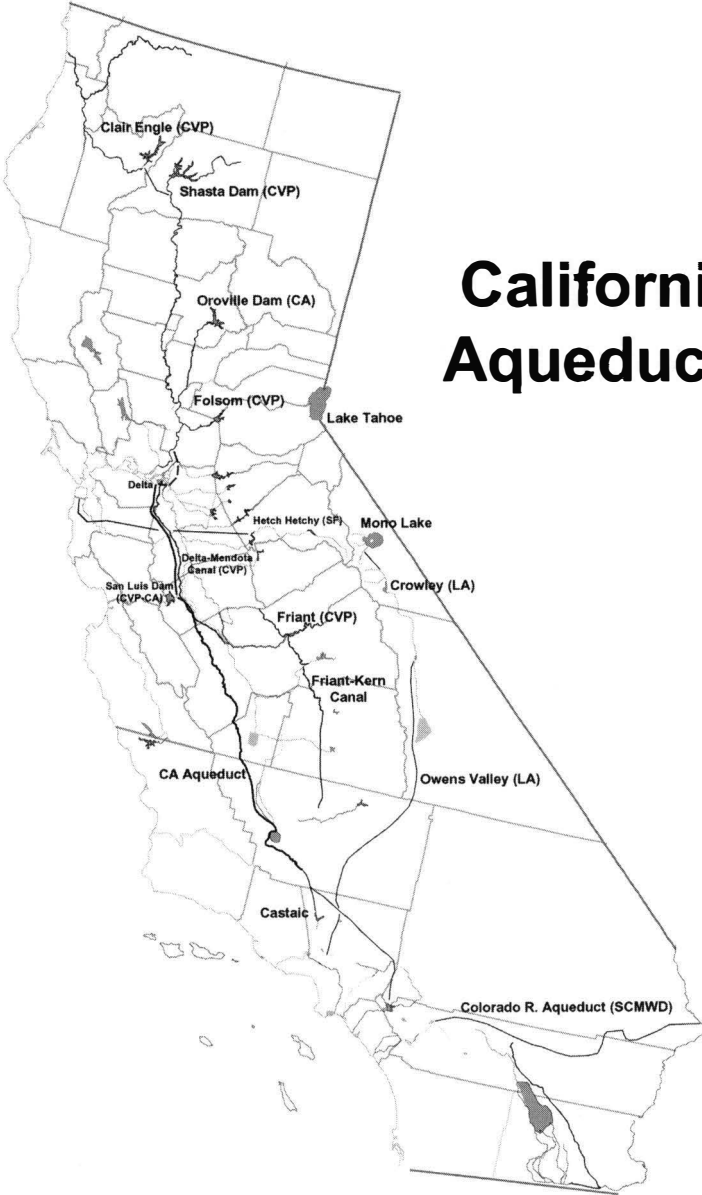 Clair Engle (CVP)
Shasta Dam (CVP)
Oroville Dam (CA)
Californi
Aqueduc
Folsom (CVP)
Lake Tahoe
Delta
Hetch Hetchy (SF)
Mono Lake
Delta-Mendota
Canal (CVP)
San Luis Dam
(CVP-CA)
Crowley (LA)
Friant (CVP)
Friant-Kern
Canal
CA Aqueduct
Owens Valley (LA)
Castaic
Colorado R. Aqueduct (SCMWD)